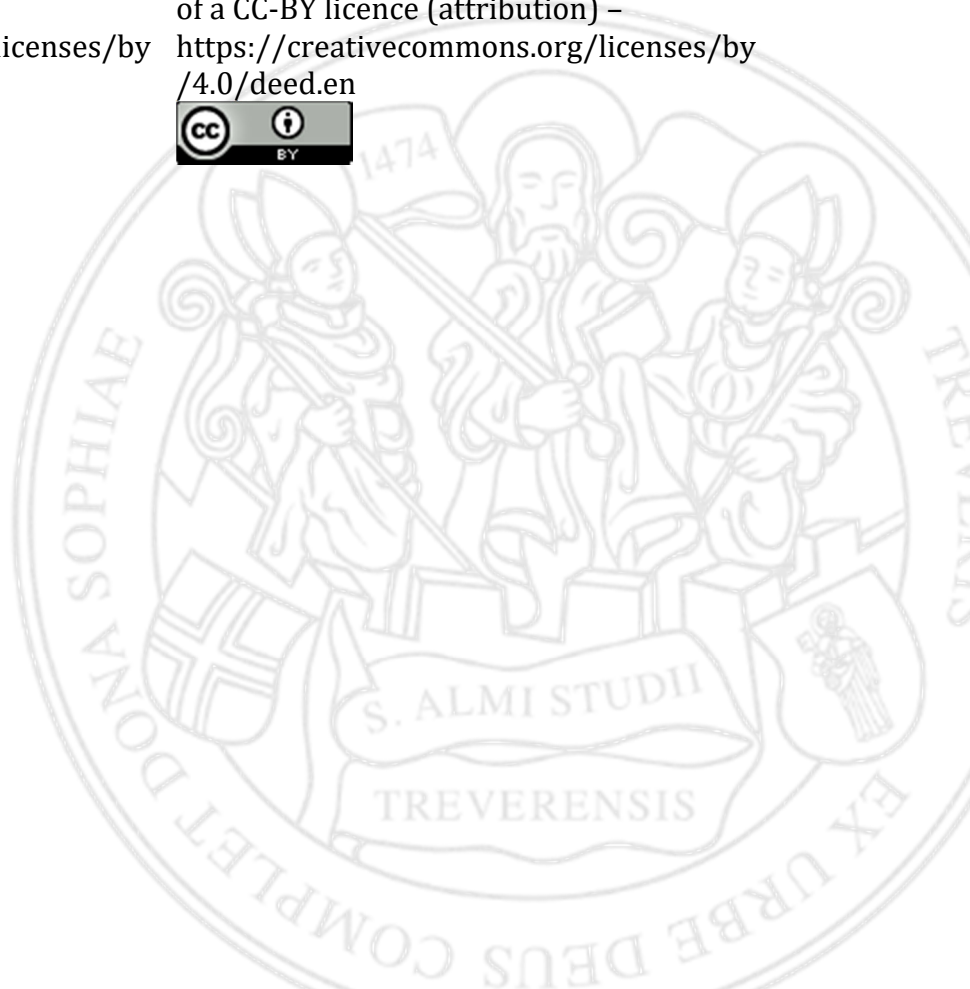 of a CC-BY licence (attribution) –
icenses/by https://creativecommons.org/licenses/by
/4.0/deed.en
cc
BY
1474
S. ALMI STUDII
TREVERENSIS
TREVERIS EX URBE DEUS COMPLET DONA SOPHIAE